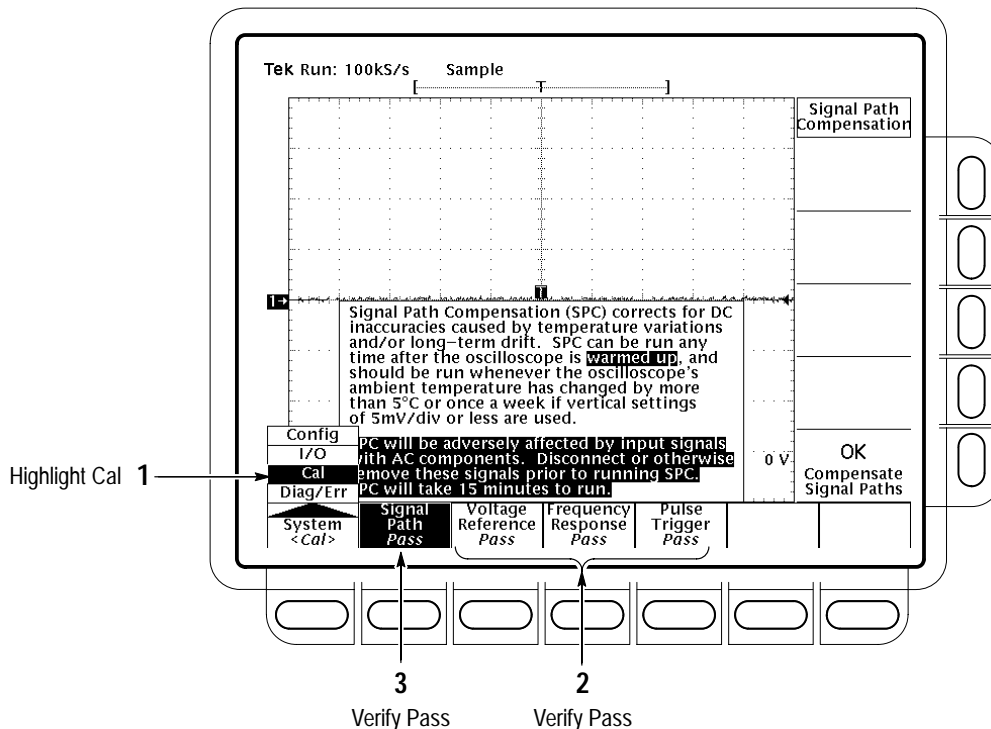 Tek Run: 100kS/s Sample
[ T ]
Signal Path
Compensation
T
1→
Signal Path Compensation (SPC) corrects for DC
inaccuracies caused by temperature variations
and/or long-term drift. SPC can be run any
time after the oscilloscope is warmed up, and
should be run whenever the oscilloscope's
ambient temperature has changed by more
than 5°C or once a week if vertical settings
of 5mV/div or less are used.
PC will be adversely affected by input signals
with AC components. Disconnect or otherwise
emove these signals prior to running SPC.
PC will take 15 minutes to run.
0 V
OK
Compensate
Signal Paths
Config
I/O
Cal
Diag/Err
Highlight Cal 1
System
<Cal>
Signal
Path
Pass
Voltage
Reference
Pass
Frequency
Response
Pass
Pulse
Trigger
Pass
3
Verify Pass
2
Verify Pass